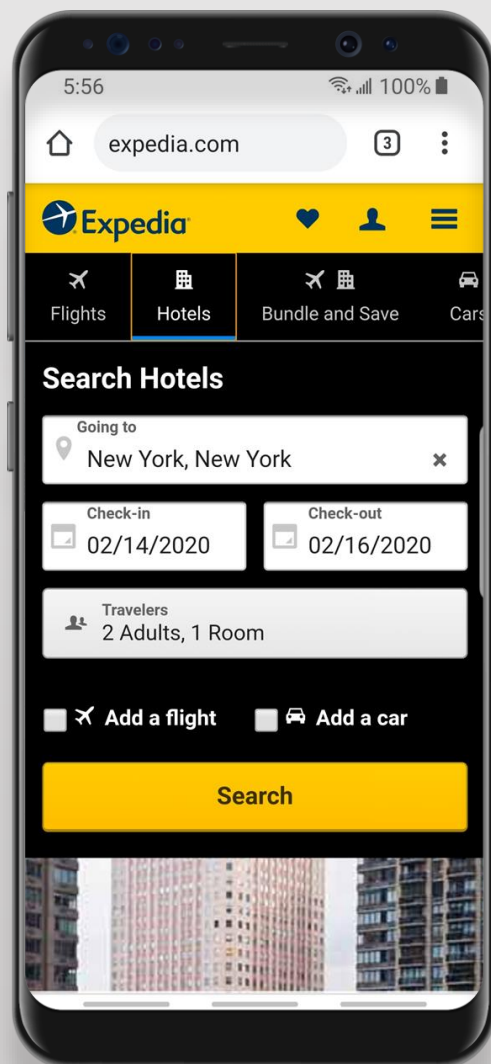 5:56
100%
expedia.com
3
Expedia
Flights
Hotels
Bundle and Save
Cars
Search Hotels
Going to
New York, New York
Check-in
Check-out
02/14/2020
02/16/2020
Travelers
2 Adults, 1 Room
Add a flight
Add a car
Search